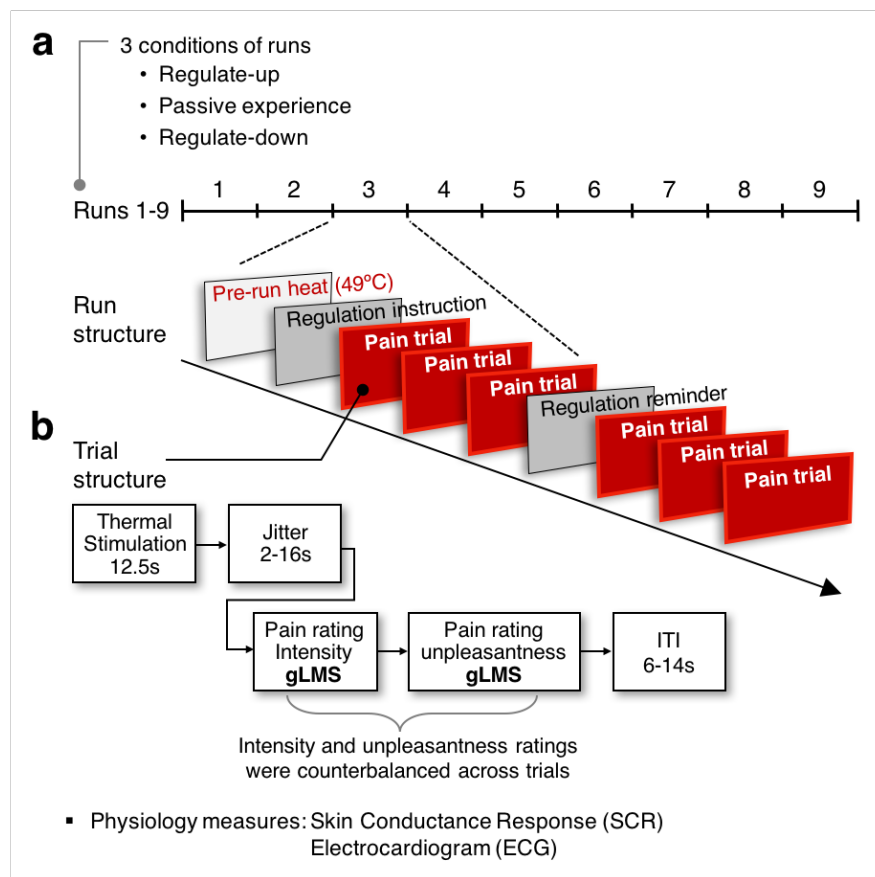 a
3 conditions of runs
• Regulate-up
• Passive experience
• Regulate-down
1 2 3 4 5 6 7 8 9
Runs 1-9
Run
structure
Pre-run heat (49ºC)
Regulation instruction
Pain trial
Pain trial
Pain trial
Regulation reminder
Pain trial
Pain trial
Pain trial
b
Trial
structure
Thermal
Stimulation
12.5s
Jitter
2-16s
Pain rating
Intensity
gLMS
Pain rating
unpleasantness
gLMS
ITI
6-14s
Intensity and unpleasantness ratings
were counterbalanced across trials
▪ Physiology measures: Skin Conductance Response (SCR)
Electrocardiogram (ECG)